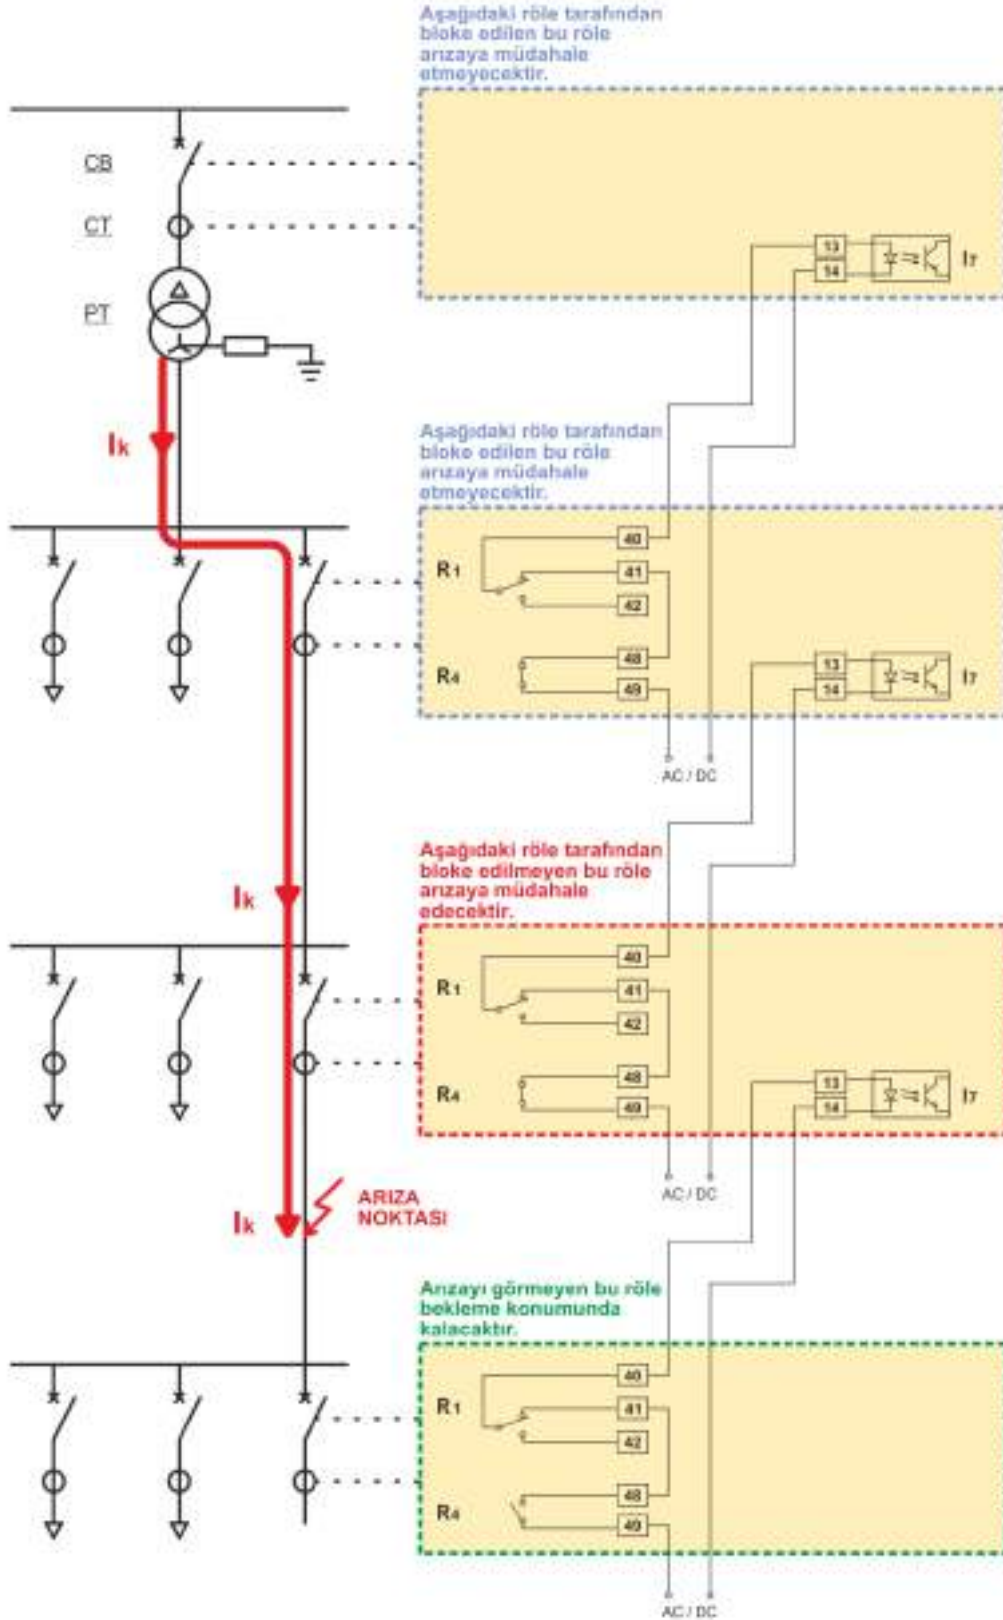 Aşağıdaki röle tarafından
bloke edilen bu röle
arızaya müdahale
etmeyecektir.
CB
CT
PT
13
14
I7
Ik
Aşağıdaki röle tarafından
bloke edilen bu röle
arızaya müdahale
etmeyecektir.
R1
40
41
42
R4
48
49
13
14
I7
AC / DC
Aşağıdaki röle tarafından
bloke edilmeyen bu röle
arızaya müdahale
edecektir.
Ik
R1
40
41
42
R4
48
49
13
14
I7
AC / DC
ARIZA
NOKTASI
Ik
Arızayı görmeyen bu röle
bekleme konumunda
kalacaktır.
R1
40
41
42
R4
48
49
AC / DC